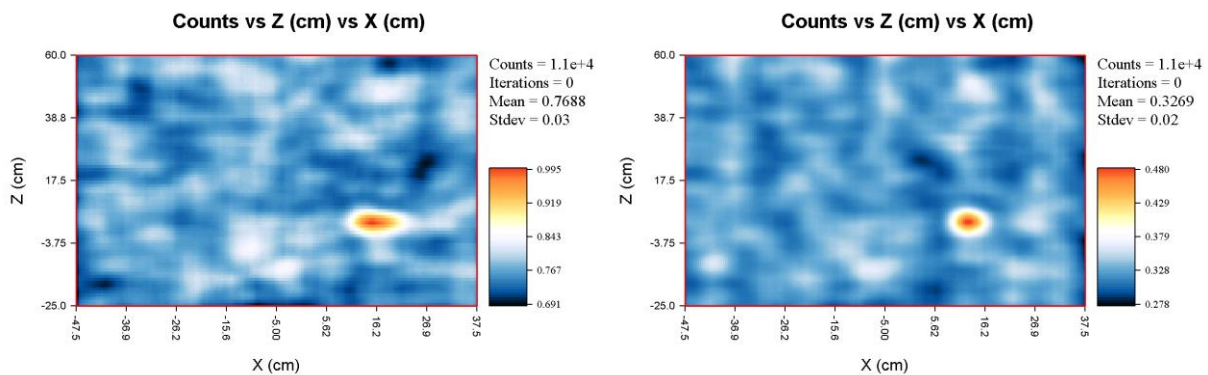 Counts vs Z (cm) vs X (cm)
60.0
38.8
17.5
-3.75
-25.0
Z (cm)
-47.5
-36.9
-26.2
-15.6
-5.00
5.62
16.2
26.9
37.5
X (cm)
Counts = 1.1e+4
Iterations = 0
Mean = 0.7688
Stdev = 0.03
0.995
0.919
0.843
0.767
0.691
Counts vs Z (cm) vs X (cm)
60.0
38.8
17.5
-3.75
-25.0
Z (cm)
-47.5
-36.9
-26.2
-15.6
-5.00
5.62
16.2
26.9
37.5
X (cm)
Counts = 1.1e+4
Iterations = 0
Mean = 0.3269
Stdev = 0.02
0.480
0.429
0.379
0.328
0.278